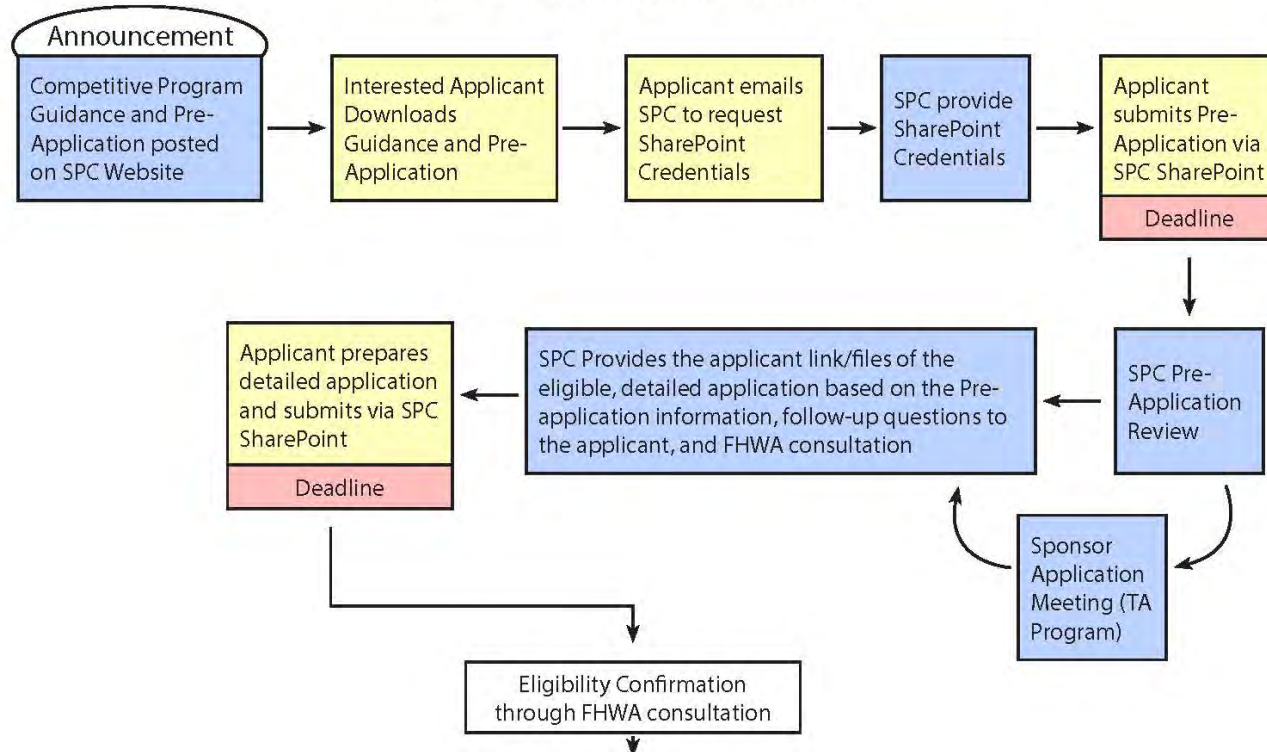 Announcement
Competitive Program
Guidance and Pre-
Application posted
on SPC Website
Interested Applicant
Downloads
Guidance and Pre-
Application
Applicant emails
SPC to request
SharePoint
Credentials
SPC provide
SharePoint
Credentials
Applicant
submits Pre-
Application via
SPC SharePoint
Deadline
SPC Pre-
Application
Review
Sponsor
Application
Meeting (TA
Program)
SPC Provides the applicant link/files of the
eligible, detailed application based on the Pre-
application information, follow-up questions to
the applicant, and FHWA consultation
Applicant prepares
detailed application
and submits via SPC
SharePoint
Deadline
Eligibility Confirmation
through FHWA consultation